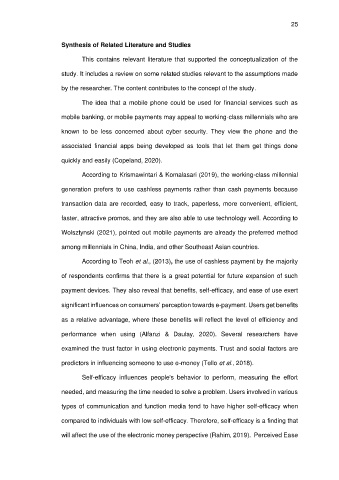 25
Synthesis of Related Literature and Studies
This contains relevant literature that supported the conceptualization of the
study. It includes a review on some related studies relevant to the assumptions made
by the researcher. The content contributes to the concept of the study.
The idea that a mobile phone could be used for financial services such as
mobile banking, or mobile payments may appeal to working-class millennials who are
known to be less concerned about cyber security. They view the phone and the
associated financial apps being developed as tools that let them get things done
quickly and easily (Copeland, 2020).
According to Krismawintari & Komalasari (2019), the working-class millennial
generation prefers to use cashless payments rather than cash payments because
transaction data are recorded, easy to track, paperless, more convenient, efficient,
faster, attractive promos, and they are also able to use technology well. According to
Wolsztynski (2021), pointed out mobile payments are already the preferred method
among millennials in China, India, and other Southeast Asian countries.
According to Teoh et al., (2013), the use of cashless payment by the majority
of respondents confirms that there is a great potential for future expansion of such
payment devices. They also reveal that benefits, self-efficacy, and ease of use exert
significant influences on consumers' perception towards e-payment. Users get benefits
as a relative advantage, where these benefits will reflect the level of efficiency and
performance when using (Alfanzi & Daulay, 2020). Several researchers have
examined the trust factor in using electronic payments. Trust and social factors are
predictors in influencing someone to use e-money (Tello et al., 2018).
Self-efficacy influences people's behavior to perform, measuring the effort
needed, and measuring the time needed to solve a problem. Users involved in various
types of communication and function media tend to have higher self-efficacy when
compared to individuals with low self-efficacy. Therefore, self-efficacy is a finding that
will affect the use of the electronic money perspective (Rahim, 2019). Perceived Ease